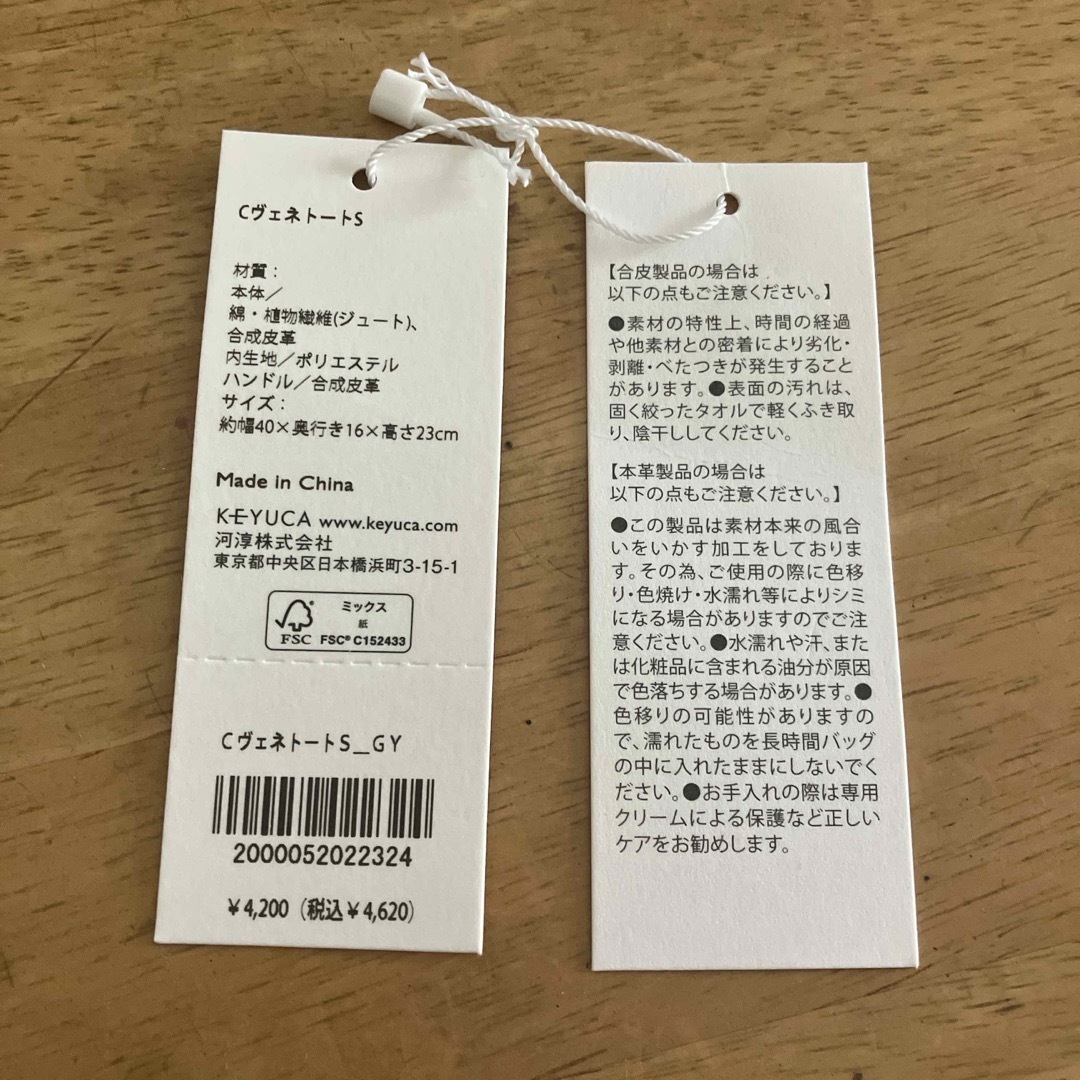 CヴェネトートS
材質：
本体／
綿・植物繊維(ジュート)、
合成皮革
内生地／ポリエステル
ハンドル／合成皮革
サイズ：
約幅40×奥行き16×高さ23cm
Made in China
KEYUCA www.keyuca.com
河淳株式会社
東京都中央区日本橋浜町3-15-1
ミックス
紙
FSC FSC® C152433
CヴェネトートS_GY
2000052022324
￥4,200（税込￥4,620）
【合皮製品の場合は
以下の点もご注意ください。】
●素材の特性上、時間の経過
や他素材との密着により劣化・
剥離・べたつきが発生すること
があります。●表面の汚れは、
固く絞ったタオルで軽くふき取
り、陰干ししてください。
【本革製品の場合は
以下の点もご注意ください。】
●この製品は素材本来の風合
いをいかす加工をしておりま
す。その為、ご使用の際に色移
り・色焼け・水濡れ等によりシミ
になる場合がありますのでご注
意ください。●水濡れや汗、また
は化粧品に含まれる油分が原因
で色落ちする場合があります。●
色移りの可能性がありますの
で、濡れたものを長時間バッグ
の中に入れたままにしないでく
ださい。●お手入れの際は専用
クリームによる保護など正しい
ケアをお勧めします。